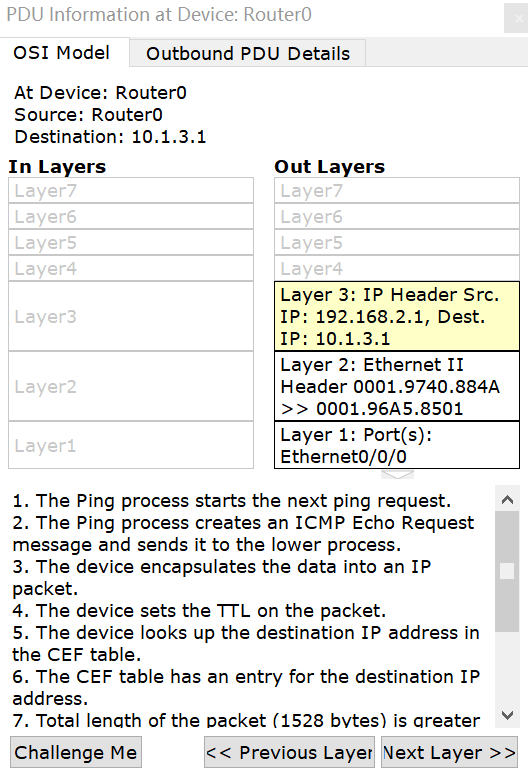 PDU Information at Device: Router0
OSI Model
Outbound PDU Details
At Device: Router0
Source: Router0
Destination: 10.1.3.1
In Layers
Out Layers
Layer7
Layer7
Layer6
Layer6
Layer5
Layer5
Layer4
Layer4
Layer3
Layer 3: IP Header Src.
IP: 192.168.2.1, Dest.
IP: 10.1.3.1
Layer2
Layer 2: Ethernet II
Header 0001.9740.884A
>> 0001.96A5.8501
Layer1
Layer 1: Port(s):
Ethernet0/0/0
1. The Ping process starts the next ping request.
2. The Ping process creates an ICMP Echo Request
message and sends it to the lower process.
3. The device encapsulates the data into an IP
packet.
4. The device sets the TTL on the packet.
5. The device looks up the destination IP address in
the CEF table.
6. The CEF table has an entry for the destination IP
address.
7. Total length of the packet (1528 bytes) is greater
Challenge Me
<< Previous Layer
Next Layer >>